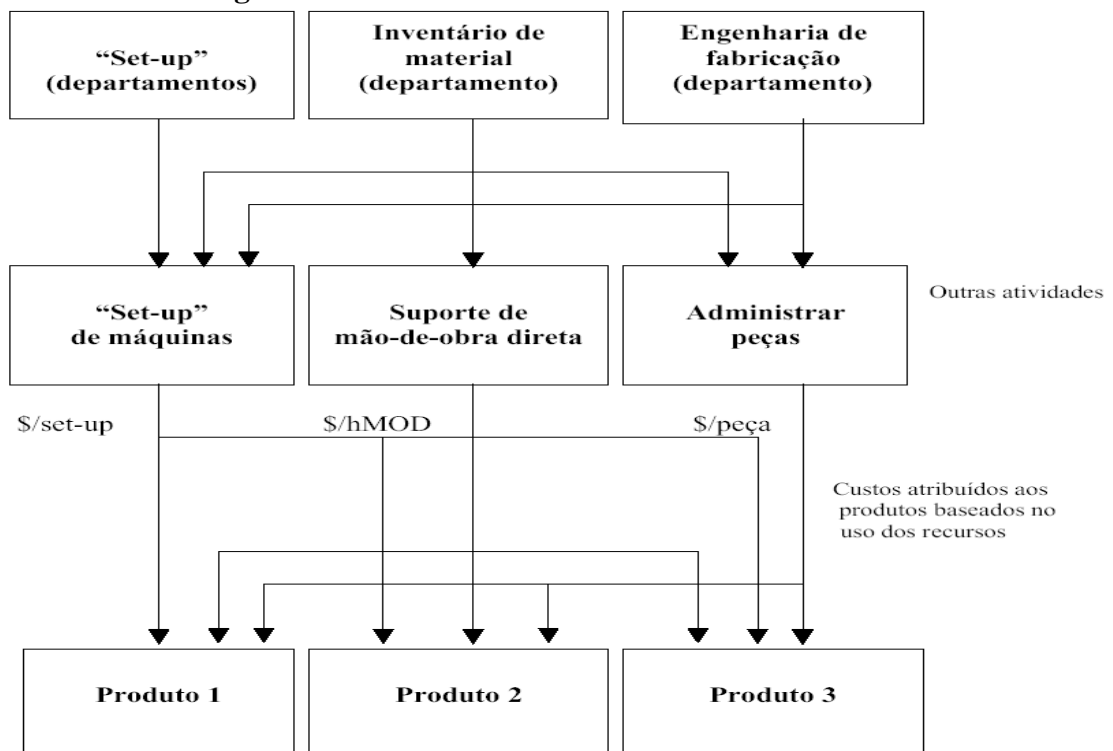 “Set-up”
(departamentos)
Inventário de
material
(departamento)
Engenharia de
fabricação
(departamento)
“Set-up”
de máquinas
Suporte de
mão-de-obra direta
Administrar
peças
Outras atividades
$/set-up
$/hMOD
$/peça
Custos atribuídos aos
produtos baseados no
uso dos recursos
Produto 1
Produto 2
Produto 3